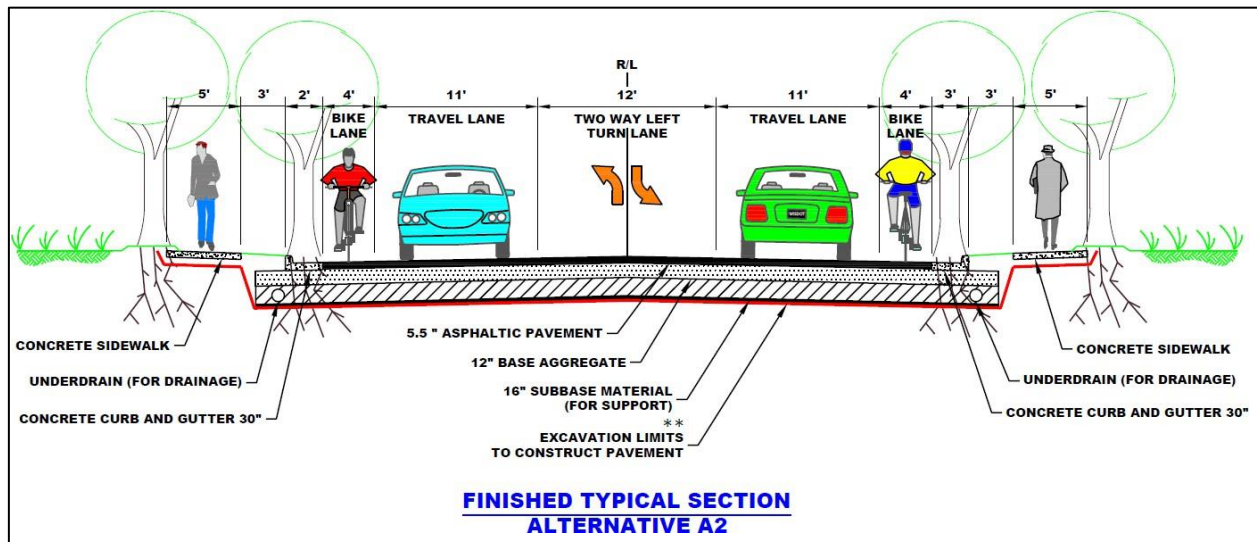 R/L
5' 3' 2' 4' 11' 12' 11' 4' 3' 3' 5'
BIKE
LANE
TRAVEL LANE
TWO WAY LEFT
TURN LANE
TRAVEL LANE
BIKE
LANE
5.5 " ASPHALTIC PAVEMENT
12" BASE AGGREGATE
16" SUBBASE MATERIAL
(FOR SUPPORT)
**
EXCAVATION LIMITS
TO CONSTRUCT PAVEMENT
CONCRETE SIDEWALK
UNDERDRAIN (FOR DRAINAGE)
CONCRETE CURB AND GUTTER 30"
CONCRETE SIDEWALK
UNDERDRAIN (FOR DRAINAGE)
CONCRETE CURB AND GUTTER 30"
FINISHED TYPICAL SECTION
ALTERNATIVE A2